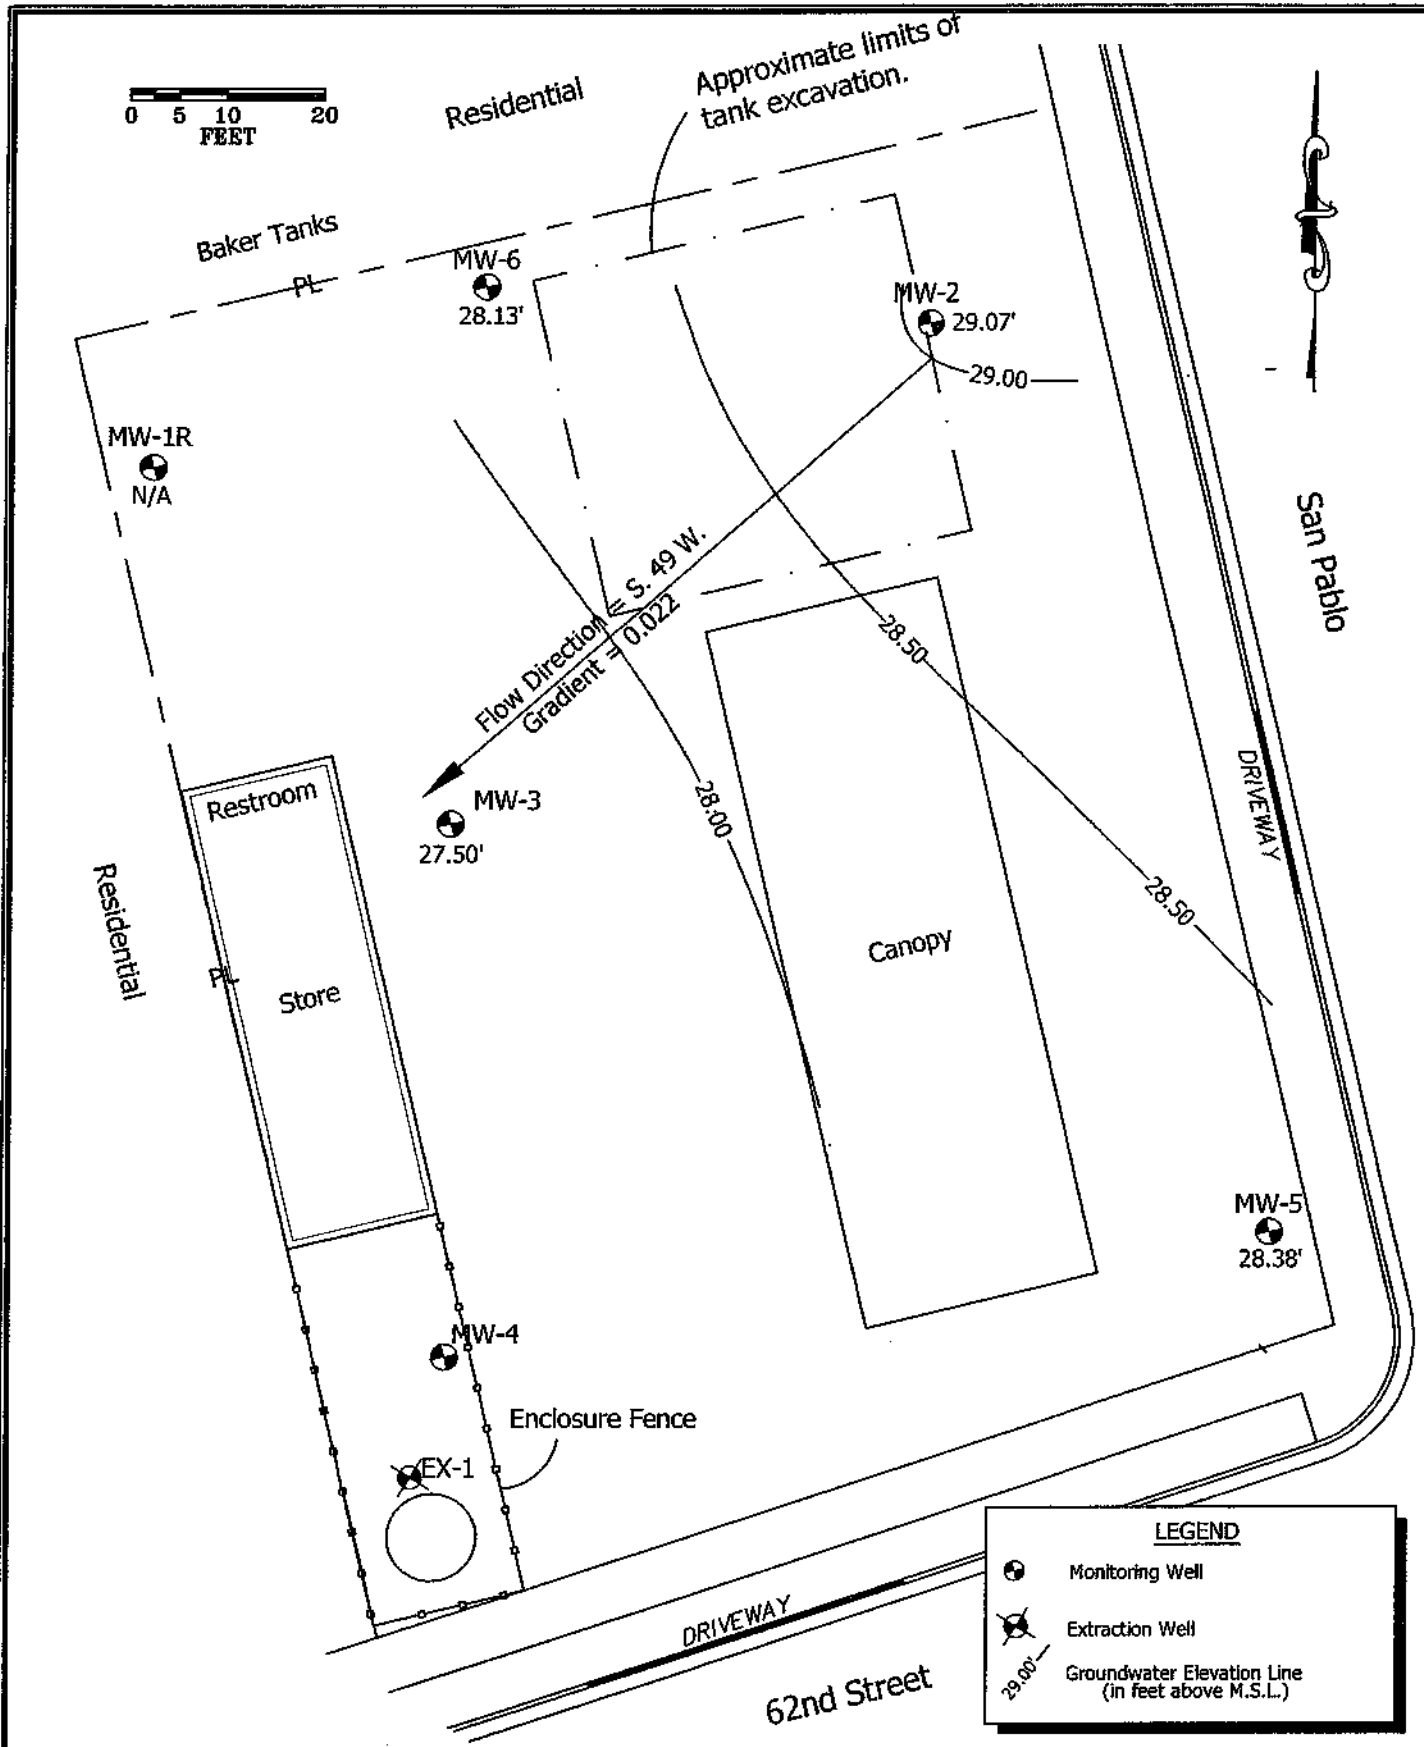 Approximate limits of
tank excavation.
Residential
0 5 10 20
FEET
Baker Tanks
PL
MW-6
28.13'
MW-2
29.07'
29.00
MW-1R
N/A
San Pablo
Flow Direction = S. 49 W.
Gradient = 0.022
28.50
28.00
DRIVEWAY
Restroom
MW-3
27.50'
Residential
PL
Store
Canopy
28.50
MW-5
28.38'
MW-4
Enclosure Fence
EX-1
DRIVEWAY
62nd Street
LEGEND
Monitoring Well
Extraction Well
29.00'
Groundwater Elevation Line
(in feet above M.S.L.)